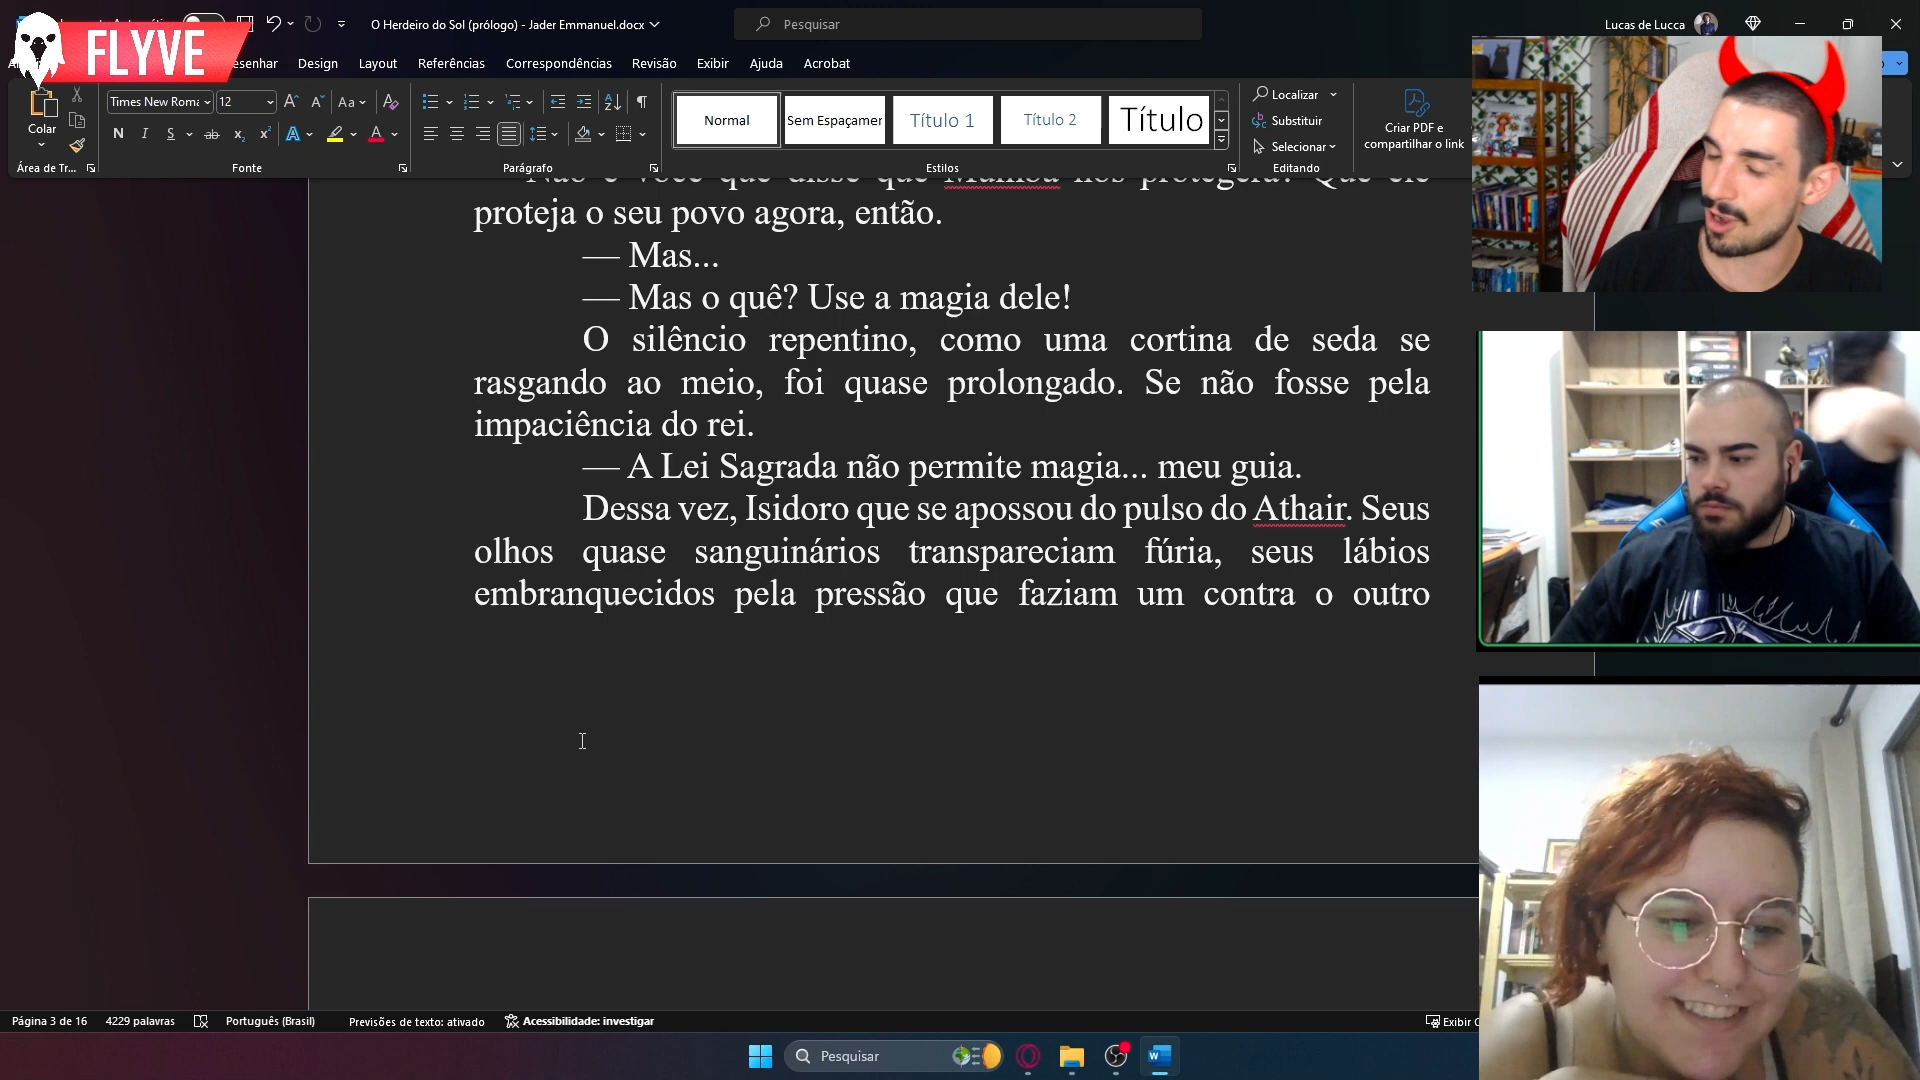 O Herdeiro do Sol (prólogo) - Jader Emmanuel.docx
Pesquisar
Lucas de Lucca
FLYVE
Design
Layout
Referências
Correspondências
Revisão
Exibir
Ajuda
Acrobat
Colar
Área de Tr...
Times New Roma
12
Aa
N
I
S
ab
Fonte
Parágrafo
Normal
Sem Espaçamen
Título 1
Título 2
Título
Estilos
Localizar
Substituir
Selecionar
Editando
Criar PDF e
compartilhar o link
proteja o seu povo agora, então.
— Mas...
— Mas o quê? Use a magia dele!
O silêncio repentino, como uma cortina de seda se
rasgando ao meio, foi quase prolongado. Se não fosse pela
impaciência do rei.
— A Lei Sagrada não permite magia... meu guia.
Dessa vez, Isidoro que se apossou do pulso do Athair. Seus
olhos quase sanguinários transpareciam fúria, seus lábios
embranquecidos pela pressão que faziam um contra o outro
Página 3 de 16
4229 palavras
Português (Brasil)
Previsões de texto: ativado
Acessibilidade: investigar
Exibir
Pesquisar